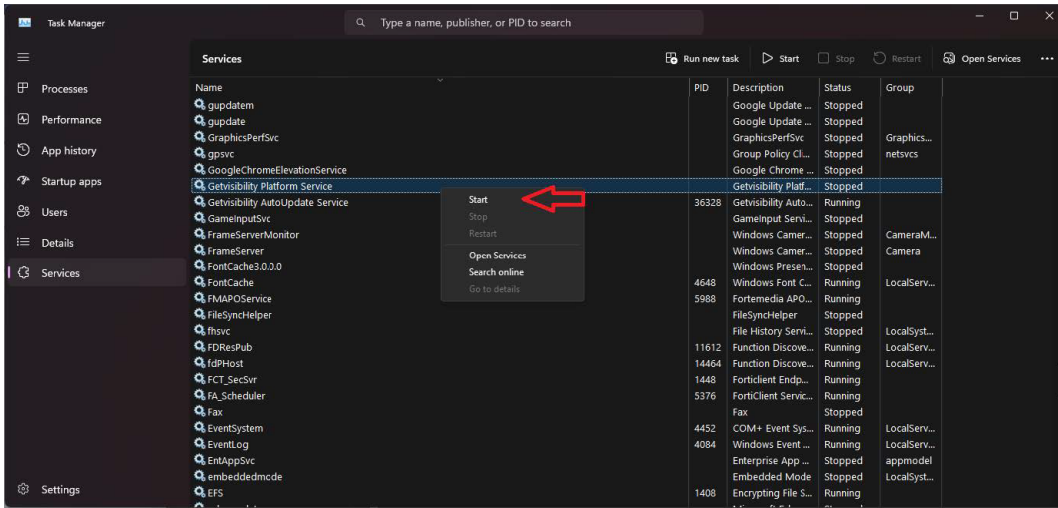 Task Manager
Type a name, publisher, or PID to search
Processes
Performance
App history
Startup apps
Users
Details
Services
Settings
Services
Run new task
Start
Stop
Restart
Open Services
Name PID Description Status Group
gupdatem Google Update ... Stopped
gupdate Google Update ... Stopped
GraphicsPerfSvc GraphicsPerfSvc Stopped Graphics...
gpsvc Group Policy Cli... Stopped netsvcs
GoogleChromeElevationService Google Chrome ... Stopped
Getvisibility Platform Service Getvisibility Platf... Stopped
Getvisibility AutoUpdate Service 36328 Getvisibility Auto... Running
GameInputSvc GameInput Servi... Stopped
FrameServerMonitor Windows Camer... Stopped CameraM...
FrameServer Windows Camer... Stopped Camera
FontCache3.0.0.0 Windows Presen... Stopped
FontCache 4648 Windows Font C... Running LocalServ...
FMAPOService 5988 Fortemedia APO... Running
FileSyncHelper FileSyncHelper Stopped
fhsvc File History Servi... Stopped LocalSyst...
FDResPub 11612 Function Discove... Running LocalServ...
fdPHost 14464 Function Discove... Running LocalServ...
FCT_SecSvr 1448 Forticlient Endp... Running
FA_Scheduler 5376 FortiClient Servic... Running
Fax Fax Stopped
EventSystem 4452 COM+ Event Sys... Running LocalServ...
EventLog 4084 Windows Event ... Running LocalServ...
EntAppSvc Enterprise App ... Stopped appmodel
embeddedmode Embedded Mode Stopped LocalSyst...
EFS 1408 Encrypting File S... Running
Start
Stop
Restart
Open Services
Search online
Go to details